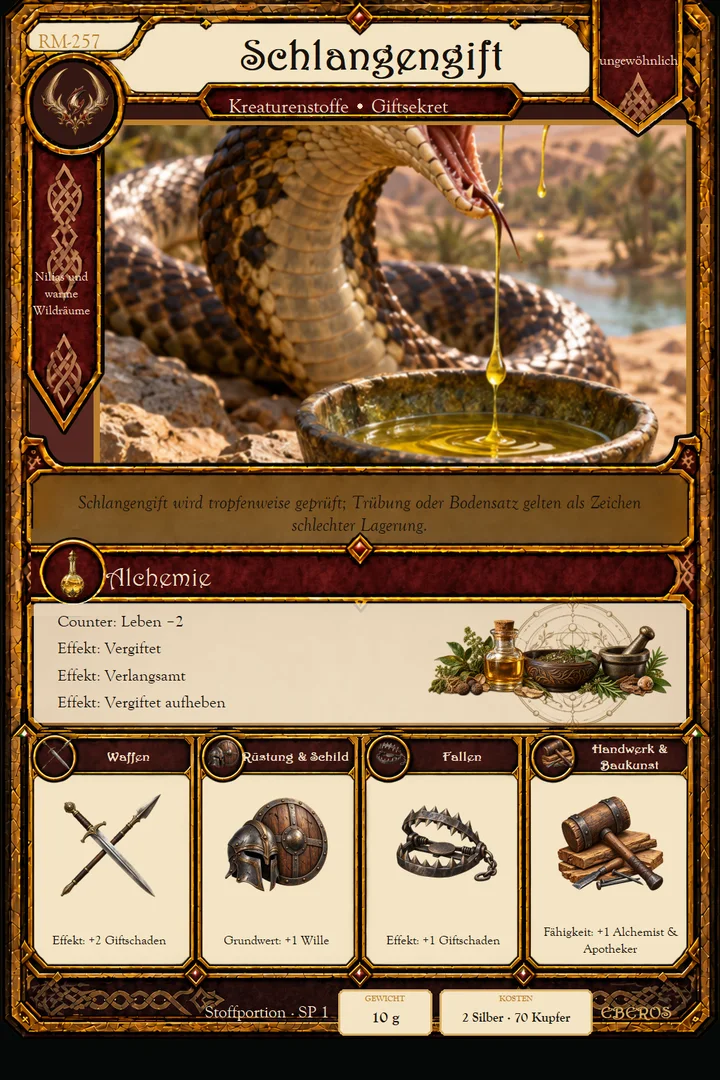 RM-257
Schlangengift
ungewöhnlich
Kreaturenstoffe • Giftsekret
Nilias und
warme
Wildräume
Schlangengift wird tropfenweise geprüft; Trübung oder Bodensatz gelten als Zeichen
schlechter Lagerung.
Alchemie
Counter: Leben −2
Effekt: Vergiftet
Effekt: Verlangsamt
Effekt: Vergiftet aufheben
Waffen
Rüstung & Schild
Fallen
Handwerk &
Baukunst
Effekt: +2 Giftschaden
Grundwert: +1 Wille
Effekt: +1 Giftschaden
Fähigkeit: +1 Alchemist &
Apotheker
Stoffportion · SP 1
GEWICHT
10 g
KOSTEN
2 Silber · 70 Kupfer
EBEROS